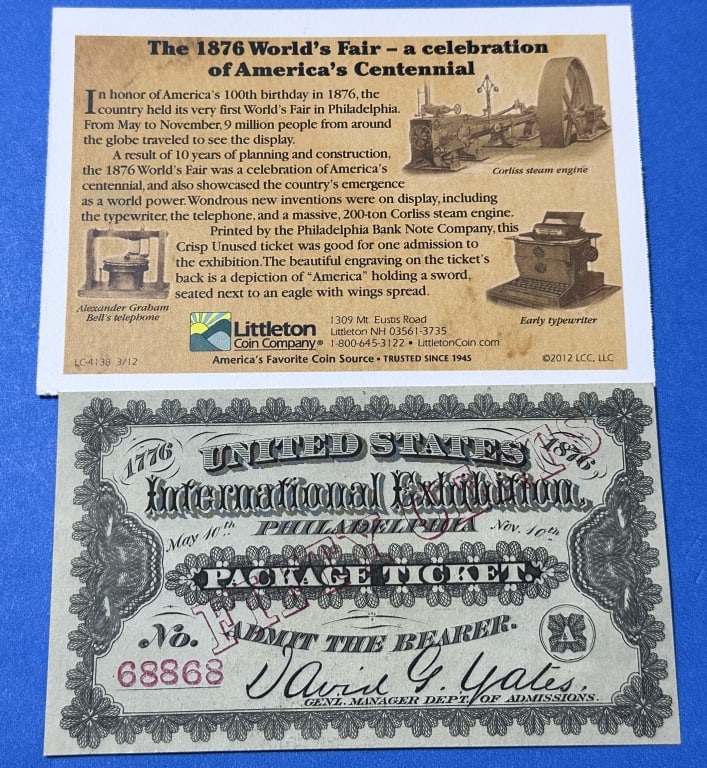 The 1876 World's Fair – a celebration
of America's Centennial
In honor of America's 100th birthday in 1876, the
country held its very first World's Fair in Philadelphia.
From May to November, 9 million people from around
the globe traveled to see the display.
A result of 10 years of planning and construction,
the 1876 World's Fair was a celebration of America's
centennial, and also showcased the country's emergence
as a world power. Wondrous new inventions were on display, including
the typewriter, the telephone, and a massive, 200-ton Corliss steam engine.
Printed by the Philadelphia Bank Note Company, this
Crisp Unused ticket was good for one admission to
the exhibition. The beautiful engraving on the ticket's
back is a depiction of "America" holding a sword,
seated next to an eagle with wings spread.
Corliss steam engine
Alexander Graham
Bell's telephone
Early typewriter
Littleton
Coin Company®
1309 Mt. Eustis Road
Littleton NH 03561-3735
1-800-645-3122 • LittletonCoin.com
LC-4138 3/12
America's Favorite Coin Source • TRUSTED SINCE 1945
©2012 LCC, LLC
1776
UNITED STATES
1876
International Exhibition,
PHILADELPHIA
May 10th
Nov. 10th
PACKAGE TICKET.
FIFTY CENTS
ADMIT THE BEARER.
No.
68868
A
David G. Yates,
GENL. MANAGER DEPT. OF ADMISSIONS.